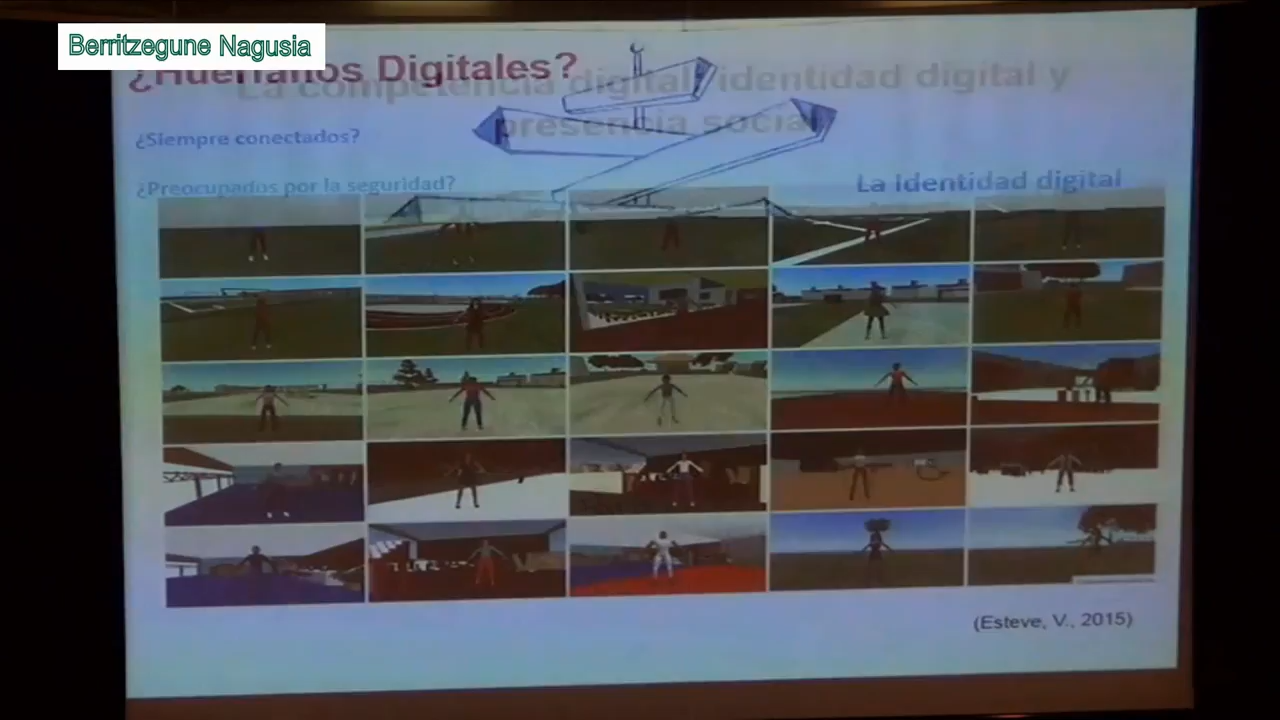 Berritzegune Nagusia
¿Huérfanos Digitales?
La competencia digital, identidad digital y
presencia social
¿Siempre conectados?
¿Preocupados por la seguridad?
La identidad digital
(Esteve, V., 2015)